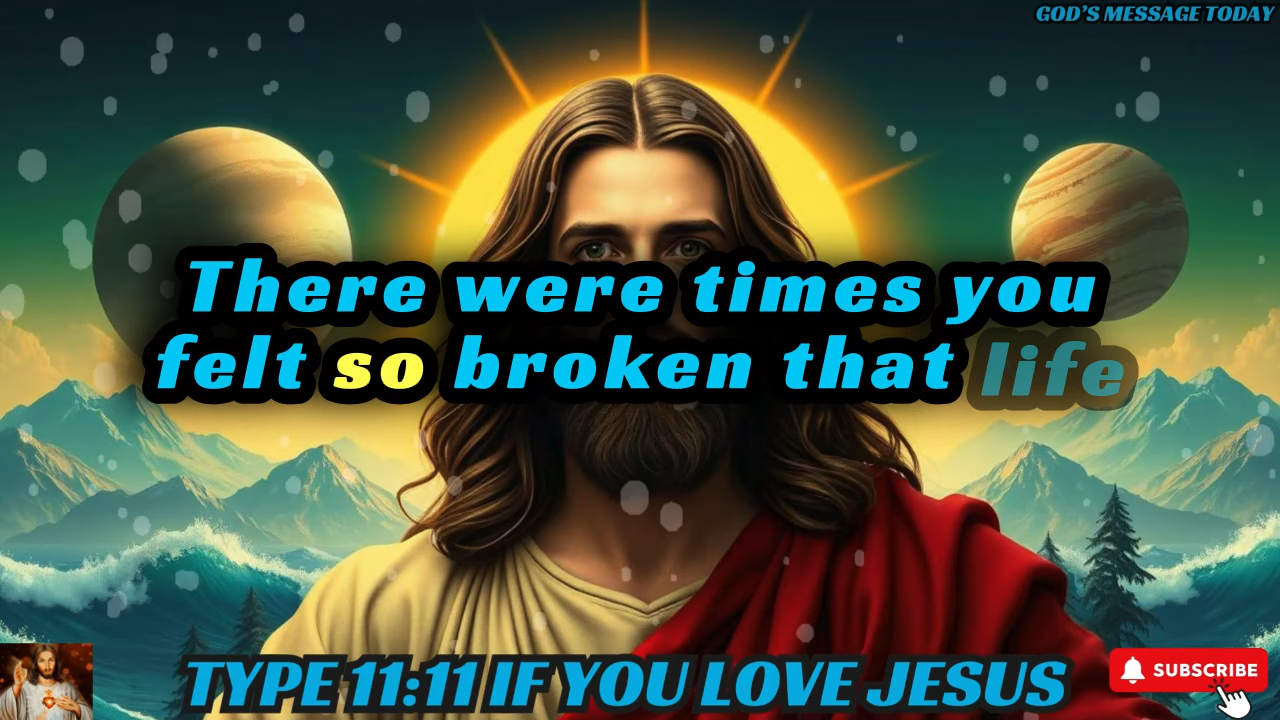 GOD'S MESSAGE TODAY
There were times you
felt so broken that life
TYPE 11:11 IF YOU LOVE JESUS
SUBSCRIBE